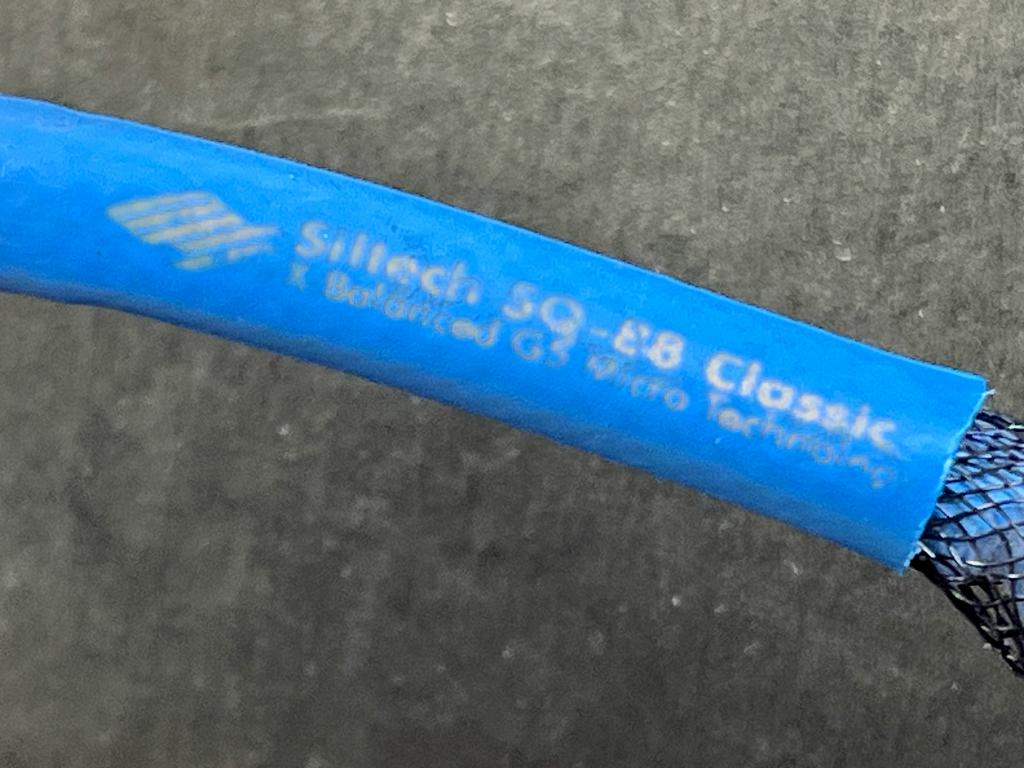 Siltech SQ-88 Classic
X Balanced G5 Micro Technology